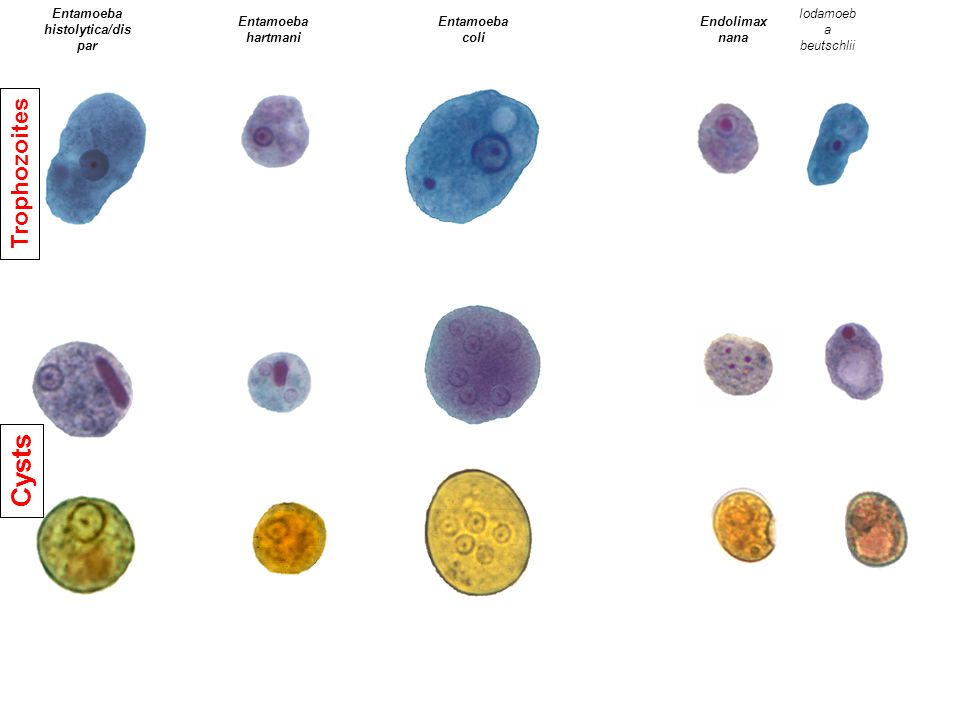 Entamoeba
histolytica/dis
par
Entamoeba
hartmani
Entamoeba
coli
Endolimax
nana
Iodamoeb
a
beutschlii
Trophozoites
Cysts